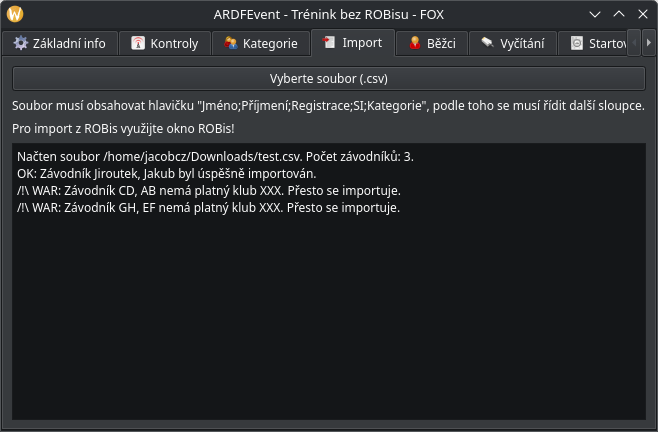 ARDFEvent - Trénink bez ROBisu - FOX
Základní info
Kontroly
Kategorie
Import
Běžci
Vyčítání
Startov
Vyberte soubor (.csv)
Soubor musí obsahovat hlavičku "Jméno;Příjmení;Registrace;SI;Kategorie", podle toho se musí řídit další sloupce.
Pro import z ROBis využijte okno ROBis!
Načten soubor /home/jacobcz/Downloads/test.csv. Počet závodníků: 3.
OK: Závodník Jiroutek, Jakub byl úspěšně importován.
/!\ WAR: Závodník CD, AB nemá platný klub XXX. Přesto se importuje.
/!\ WAR: Závodník GH, EF nemá platný klub XXX. Přesto se importuje.